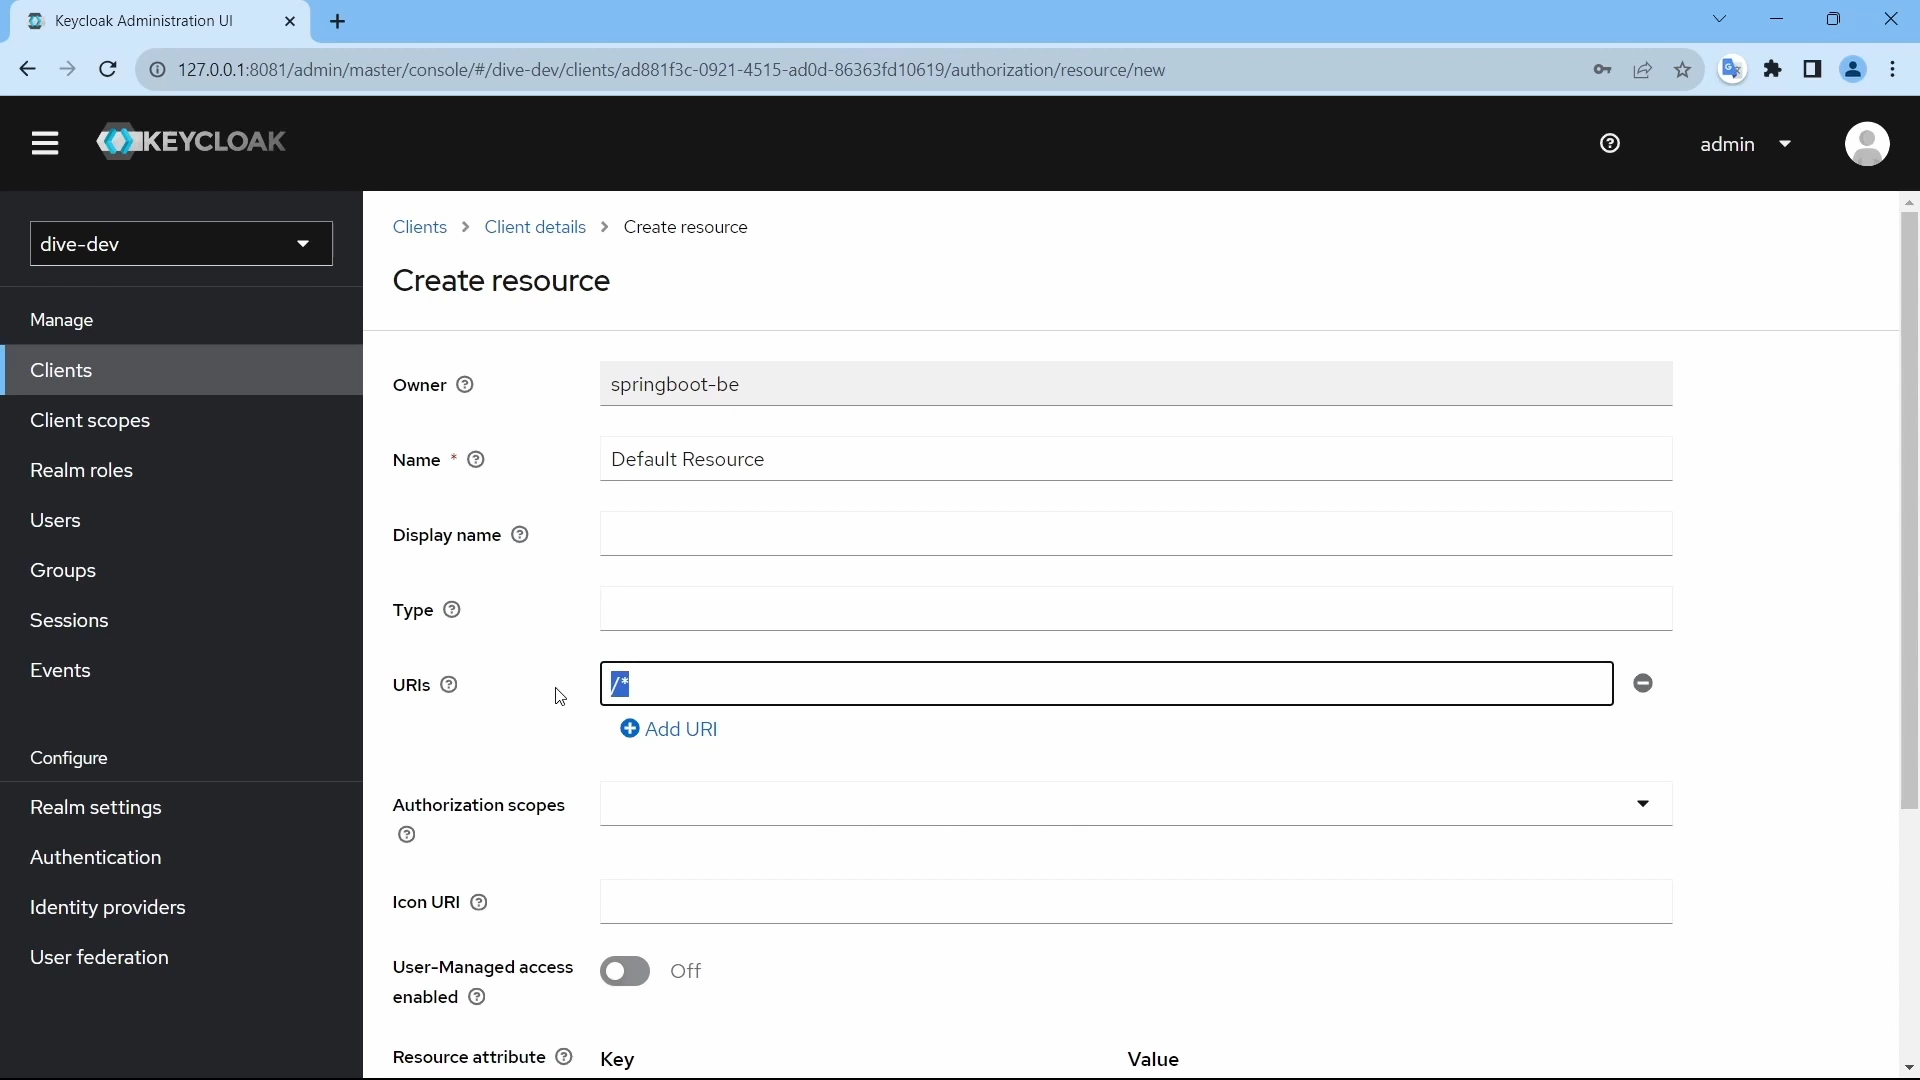 Keycloak Administration UI
127.0.0.1:8081/admin/master/console/#/dive-dev/clients/ad881f3c-0921-4515-ad0d-86363fd10619/authorization/resource/new
KEYCLOAK
admin
dive-dev
Manage
Clients
Client scopes
Realm roles
Users
Groups
Sessions
Events
Configure
Realm settings
Authentication
Identity providers
User federation
Clients > Client details > Create resource
Create resource
Owner
springboot-be
Name *
Default Resource
Display name
Type
URIs
/*
Add URI
Authorization scopes
Icon URI
User-Managed access
enabled
Off
Resource attribute
Key
Value